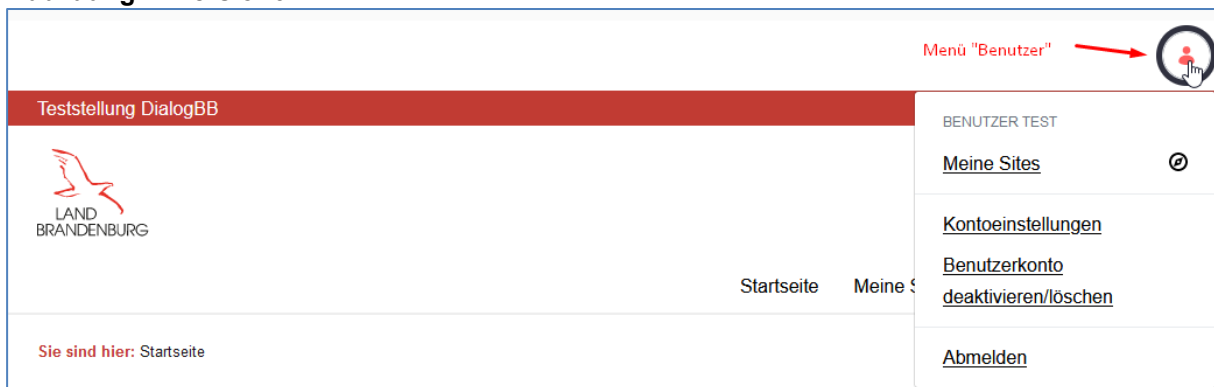 Menü "Benutzer"
Teststellung DialogBB
BENUTZER TEST
Meine Sites
LAND
BRANDENBURG
Kontoeinstellungen
Benutzerkonto
deaktivieren/löschen
Startseite Meine
Sie sind hier: Startseite
Abmelden